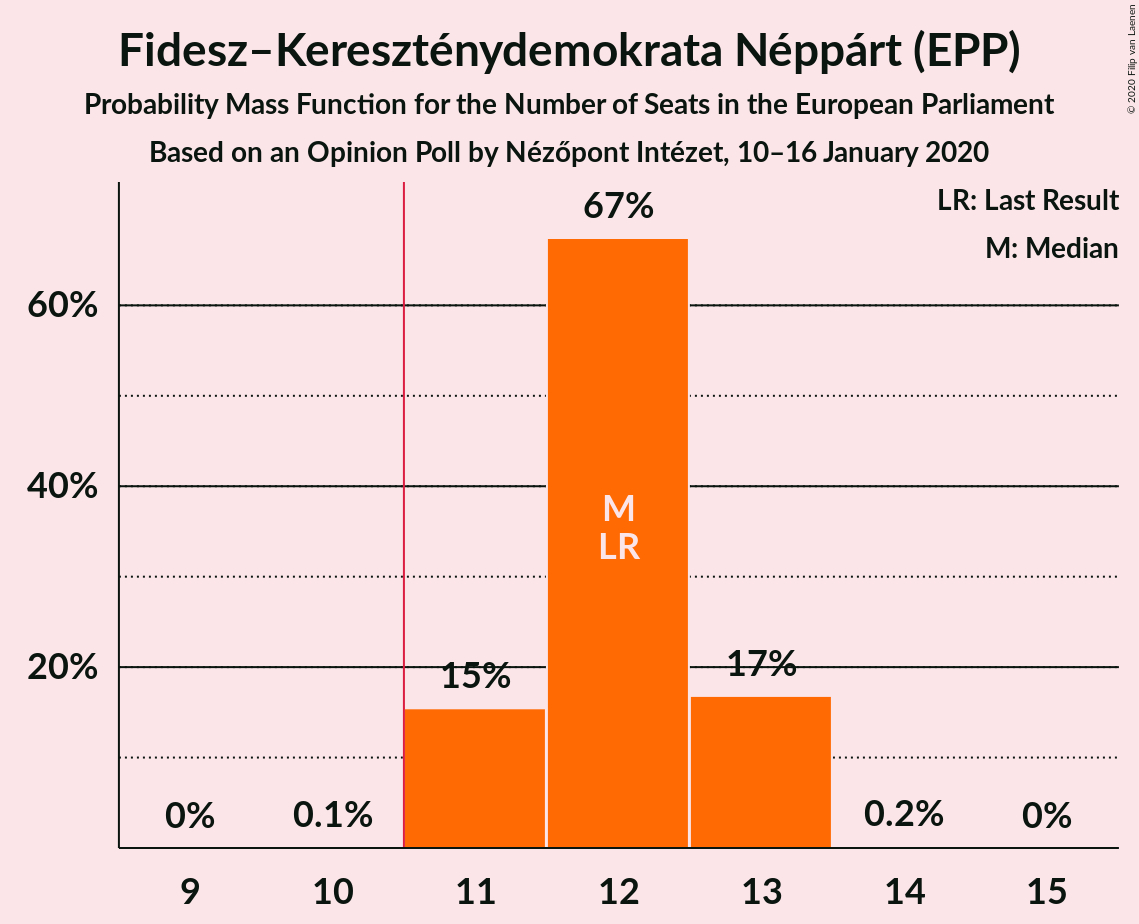 Fidesz–Kereszténydemokrata Néppárt (EPP)
Probability Mass Function for the Number of Seats in the European Parliament
Based on an Opinion Poll by Nézőpont Intézet, 10–16 January 2020
© 2020 Filip van Laenen
LR: Last Result
M: Median
67%
60%
40%
M
LR
20%
15%
17%
0%
0.1%
0.2%
0%
9
10
11
12
13
14
15